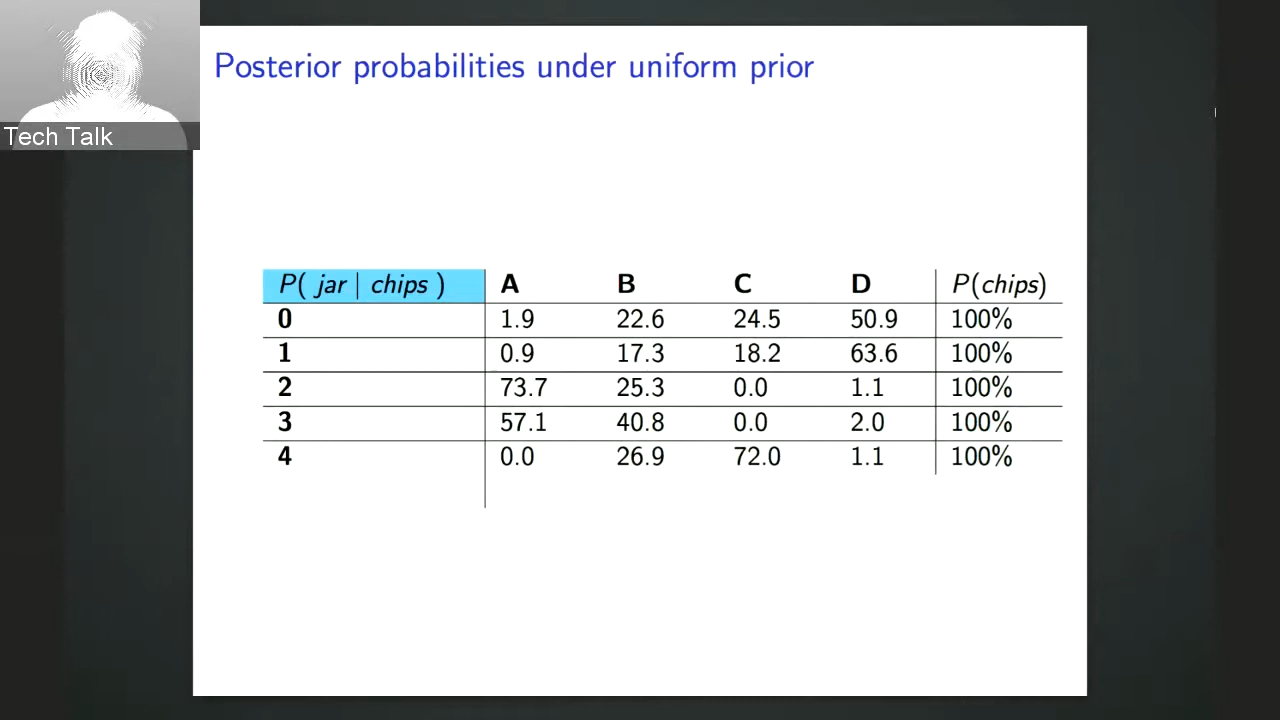 Posterior probabilities under uniform prior
Tech Talk
P( jar | chips ) A B C D P(chips)
0 1.9 22.6 24.5 50.9 100%
1 0.9 17.3 18.2 63.6 100%
2 73.7 25.3 0.0 1.1 100%
3 57.1 40.8 0.0 2.0 100%
4 0.0 26.9 72.0 1.1 100%